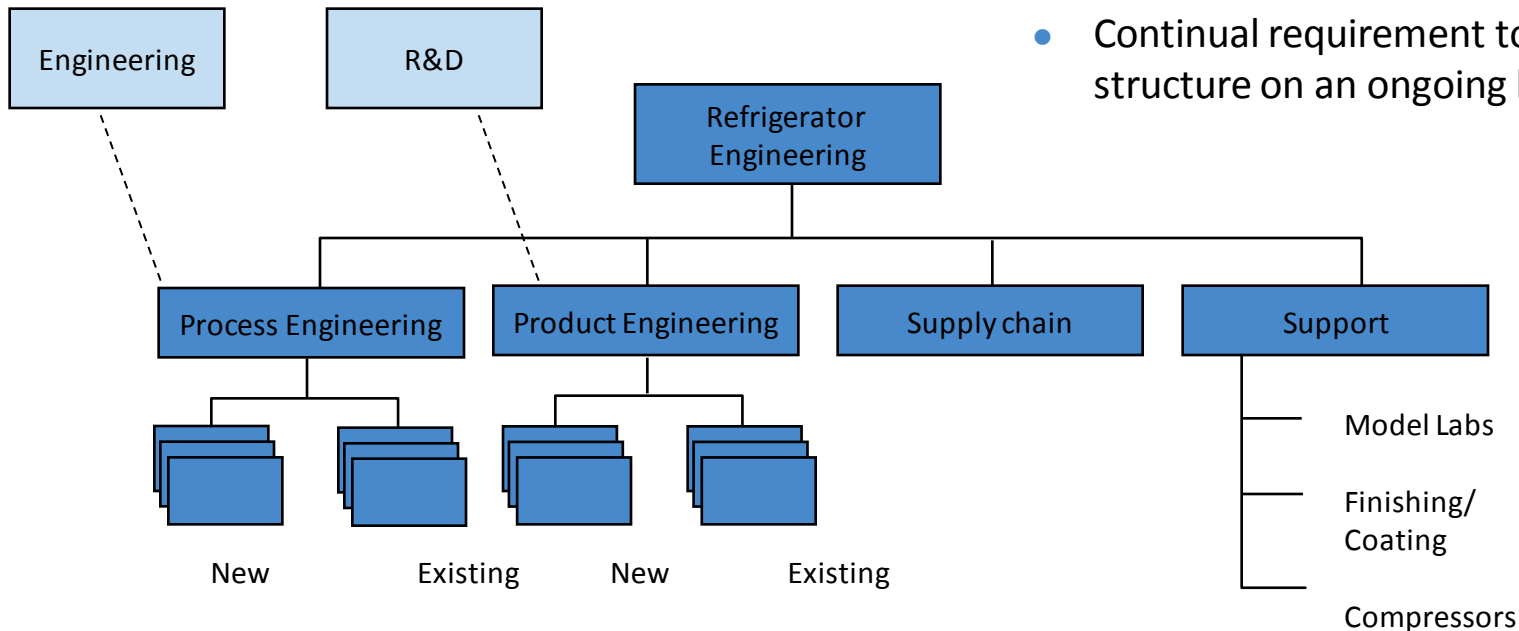 Engineering
R&D
Continual requirement to
structure on an ongoing
Refrigerator
Engineering
Process Engineering
Product Engineering
Supply chain
Support
Model Labs
Finishing/
Coating
Compressors
New
Existing
New
Existing